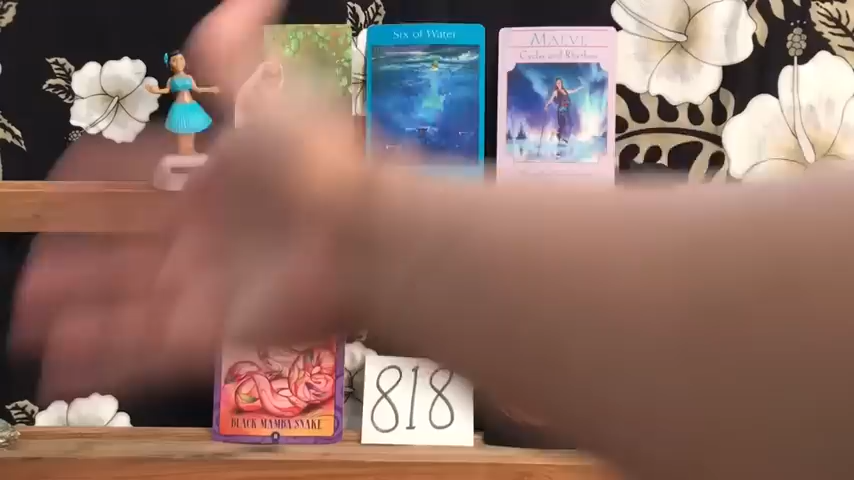 Six of Water
MAEVE
Cycles and Rhythms
BLACK MAMBA SNAKE
818